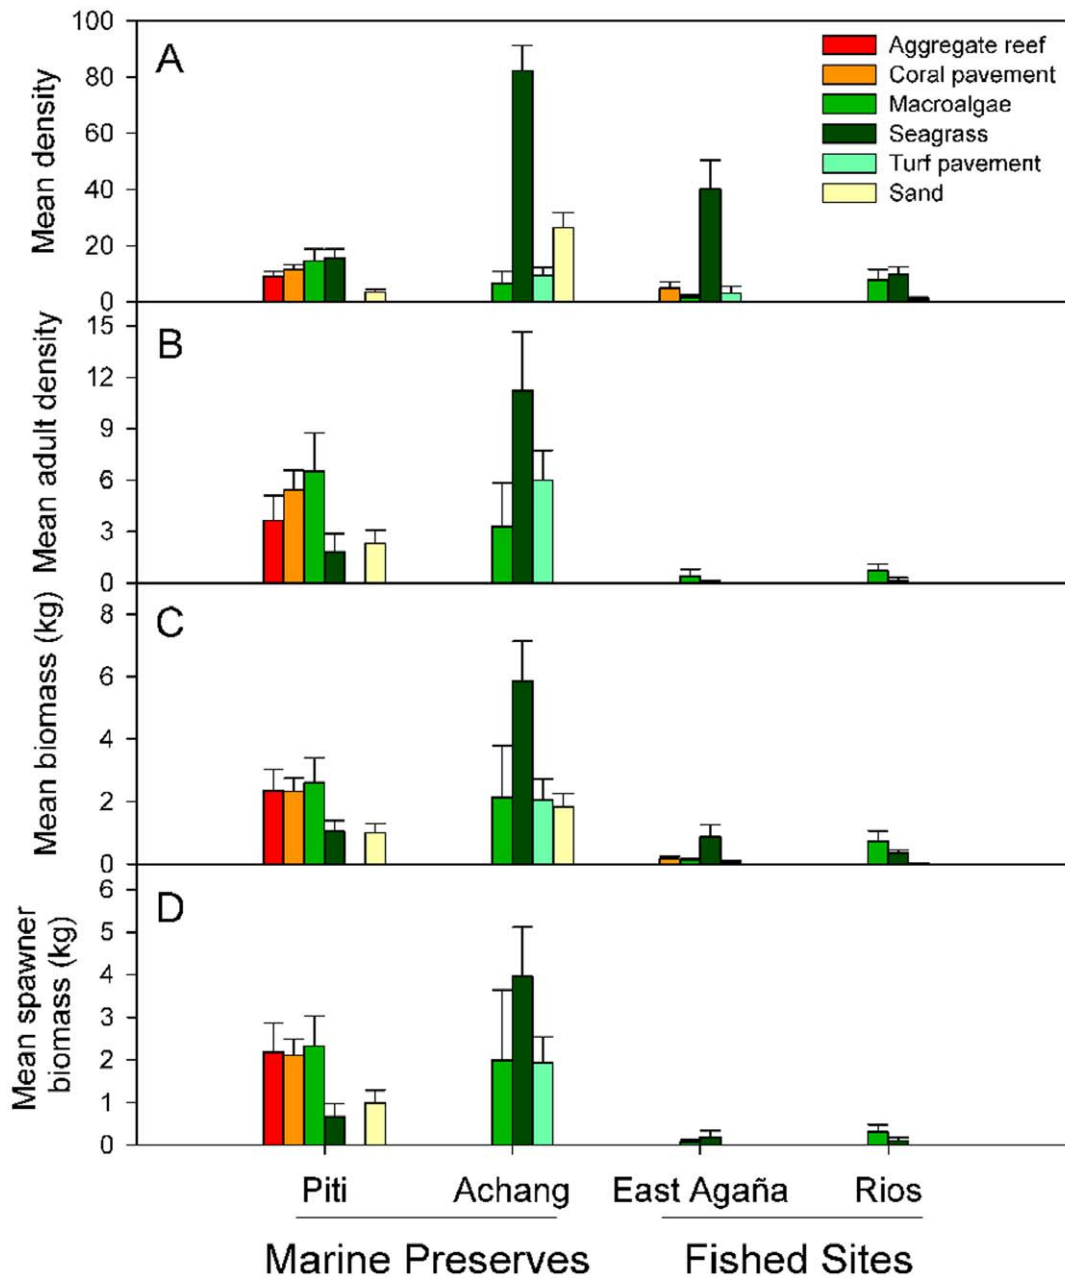 100
80
60
40
20
0
Mean density
A
Aggregate reef
Coral pavement
Macroalgae
Seagrass
Turf pavement
Sand
15
12
9
6
3
0
Mean adult density
B
8
6
4
2
0
Mean biomass (kg)
C
6
5
4
3
2
1
0
Mean spawner
biomass (kg)
D
Piti
Achang
East Agaña
Rios
Marine Preserves
Fished Sites